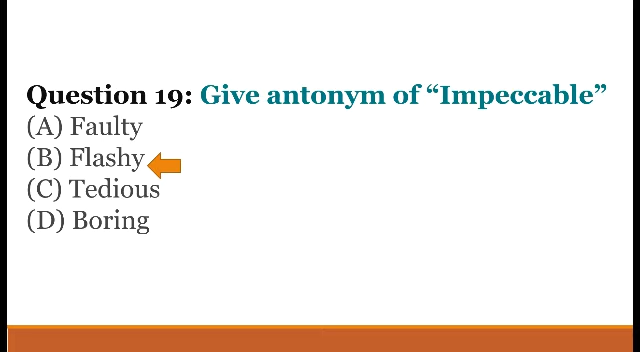 Question 19: Give antonym of “Impeccable”
(A) Faulty
(B) Flashy
(C) Tedious
(D) Boring